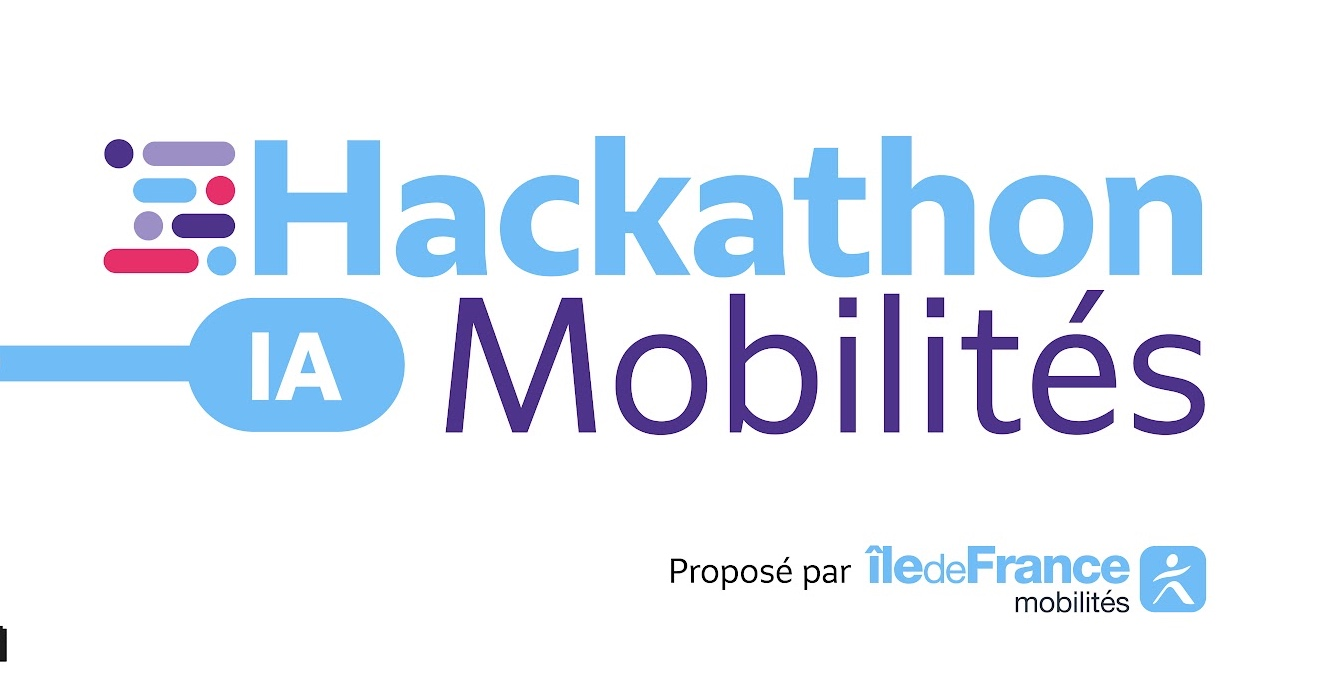 Hackathon
IA Mobilités
Proposé par îledeFrance
mobilités